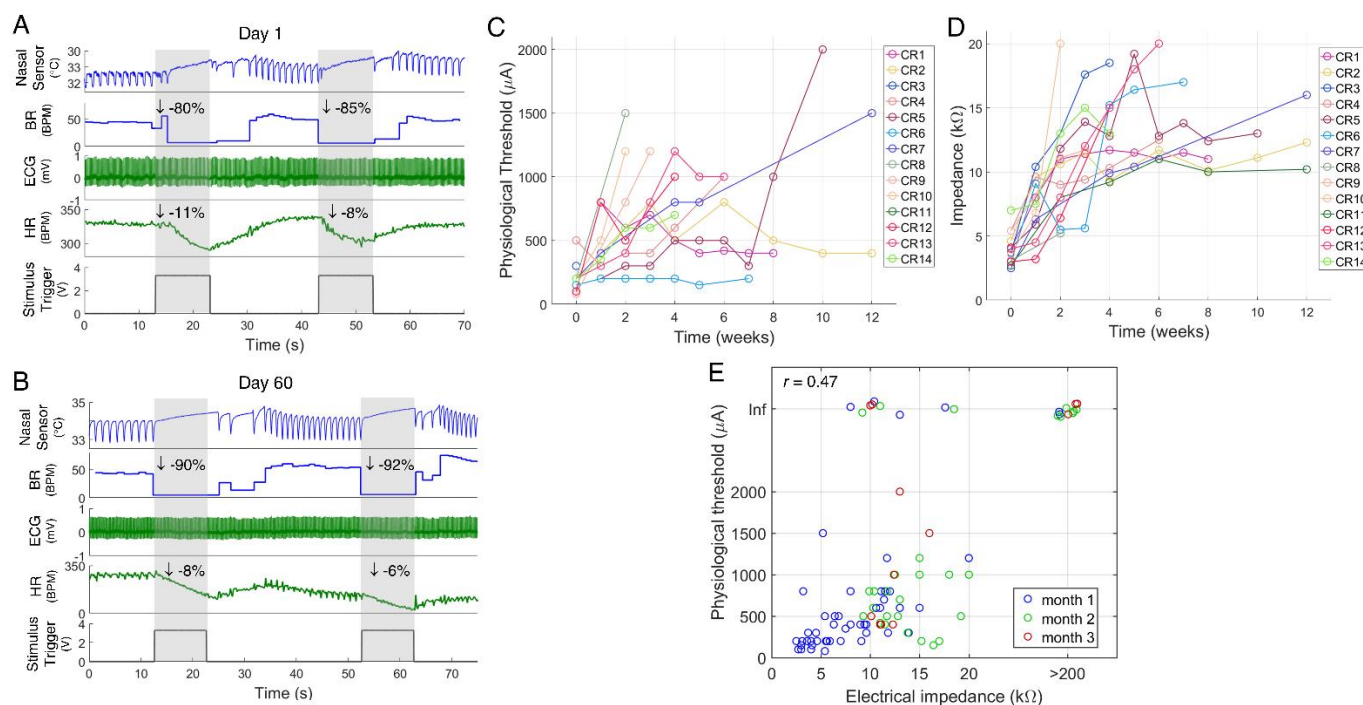 A
Day 1
Nasal
Sensor
(°C)
30
31
32
BR
(BPM)
50
0
↓ -80%
↓ -85%
ECG
(mV)
1
0
-1
HR
(BPM)
350
300
↓ -11%
↓ -8%
Stimulus
Trigger
(V)
4
2
0
0 10 20 30 40 50 60 70
Time (s)
B
Day 60
Nasal
Sensor
(°C)
35
33
BR
(BPM)
50
0
↓ -90%
↓ -92%
ECG
(mV)
1
0
-1
HR
(BPM)
350
↓ -8%
↓ -6%
Stimulus
Trigger
(V)
4
2
0
0 10 20 30 40 50 60 70
Time (s)
C
Physiological Threshold (μA)
2000
1500
1000
500
0
0 2 4 6 8 10 12
Time (weeks)
CR1
CR2
CR3
CR4
CR5
CR6
CR7
CR8
CR9
CR10
CR11
CR12
CR13
CR14
D
Impedance (kΩ)
20
15
10
5
0
0 2 4 6 8 10 12
Time (weeks)
CR1
CR2
CR3
CR4
CR5
CR6
CR7
CR8
CR9
CR10
CR11
CR12
CR13
CR14
E
r = 0.47
Physiological threshold (μA)
Inf
2000
1500
1000
500
0
0 5 10 15 20 >200
Electrical impedance (kΩ)
month 1
month 2
month 3